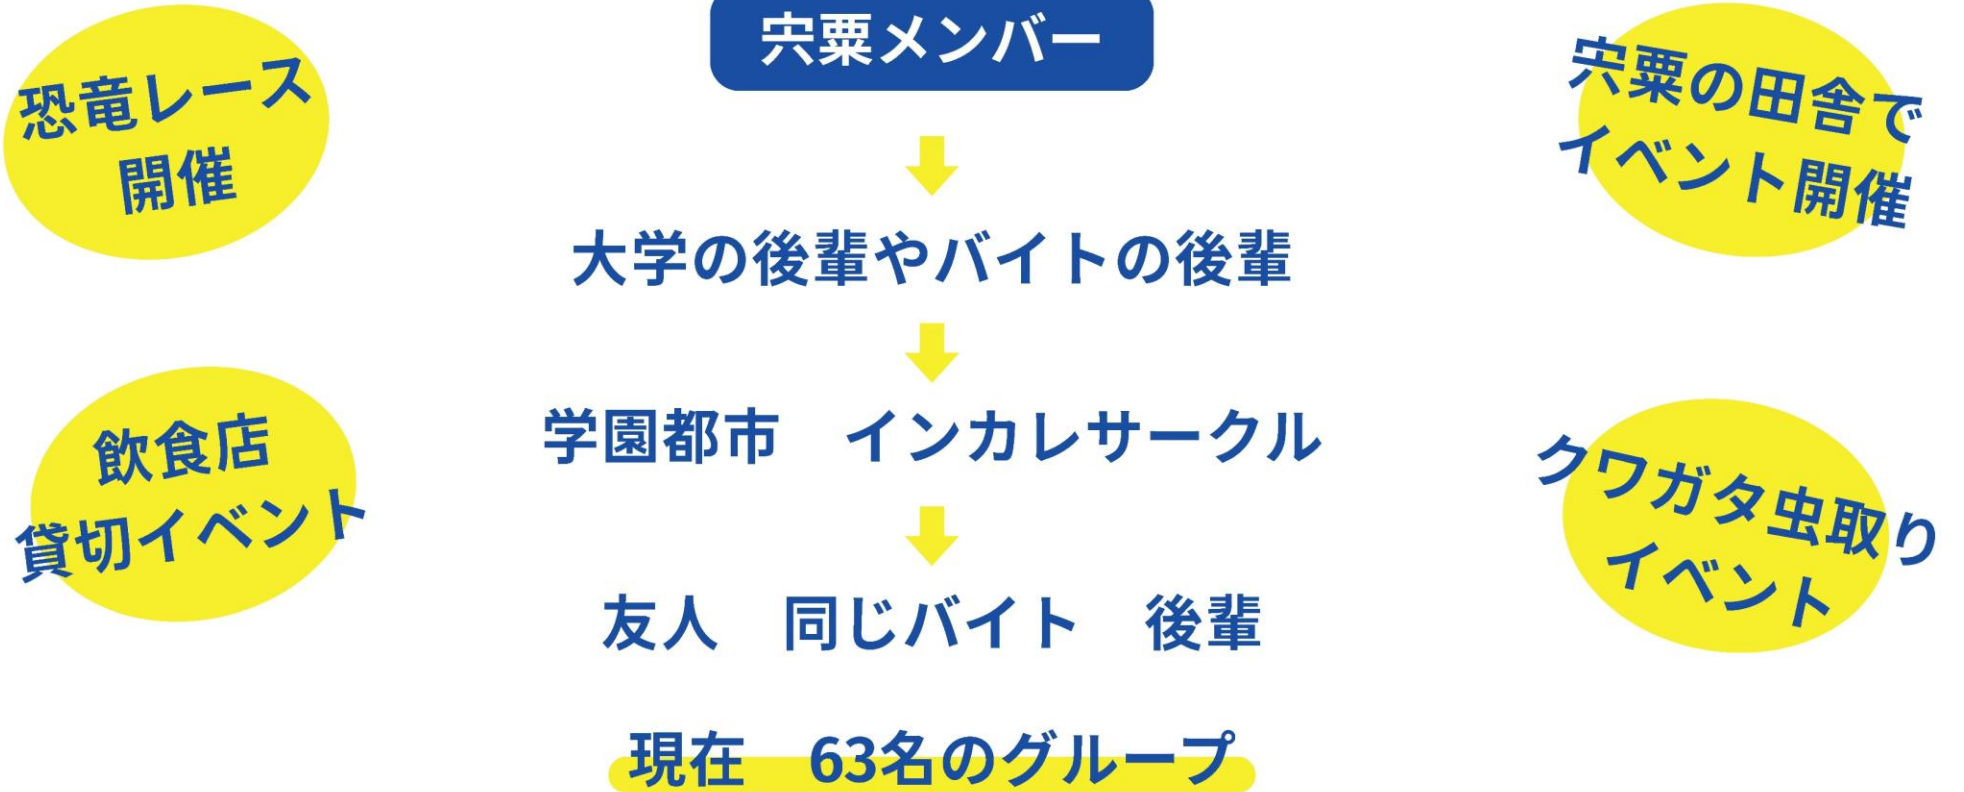 恐竜レース
開催
宍粟メンバー
宍粟の田舎で
イベント開催
大学の後輩やバイトの後輩
学園都市　インカレサークル
飲食店
貸切イベント
クワガタ虫取り
イベント
友人　同じバイト　後輩
現在　63名のグループ